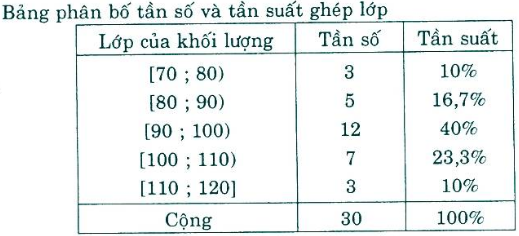 Bảng phân bố tần số và tần suất ghép lớp
Lớp của khối lượng Tần số Tần suất
[70 ; 80) 3 10%
[80 ; 90) 5 16,7%
[90 ; 100) 12 40%
[100 ; 110) 7 23,3%
[110 ; 120] 3 10%
Cộng 30 100%